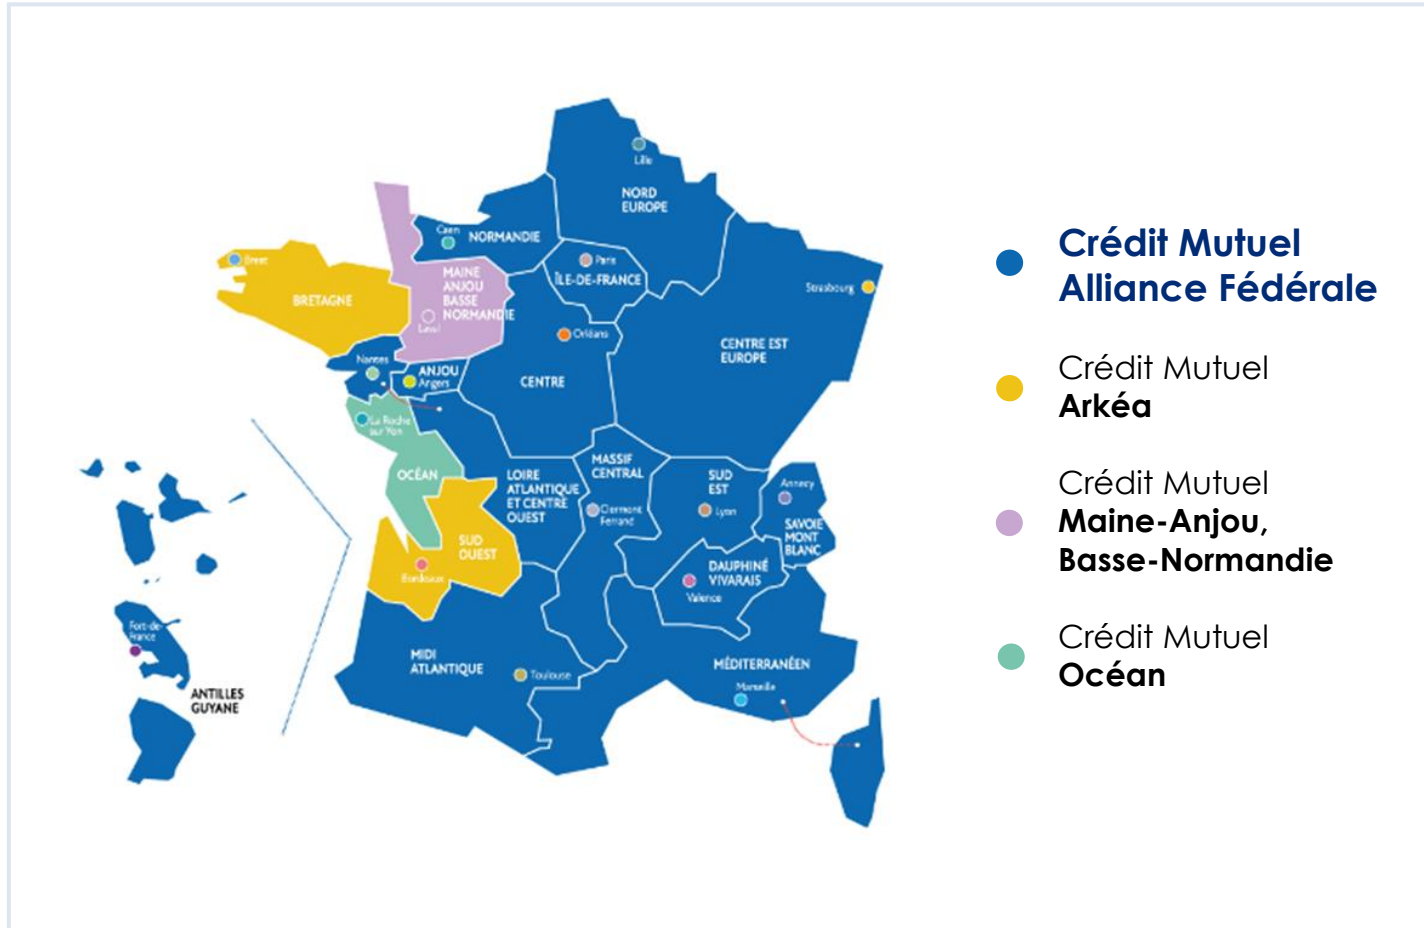 Lille
NORD
EUROPE
Caen
NORMANDIE
Paris
ÎLE-DE-FRANCE
Brest
BRETAGNE
MAINE
ANJOU
BASSE
NORMANDIE
Laval
Strasbourg
Orléans
CENTRE EST
EUROPE
Nantes
ANJOU
Angers
CENTRE
La Roche
sur Yon
OCÉAN
LOIRE
ATLANTIQUE
ET CENTRE
OUEST
MASSIF
CENTRAL
Clermont
Ferrand
SUD
EST
Lyon
Annecy
SAVOIE
MONT
BLANC
SUD
OUEST
Bordeaux
DAUPHINÉ
VIVARAIS
Valence
Fort-de-
France
ANTILLES
GUYANE
MIDI
ATLANTIQUE
Toulouse
MÉDITERRANÉEN
Marseille
Crédit Mutuel
Alliance Fédérale
Crédit Mutuel
Arkéa
Crédit Mutuel
Maine-Anjou,
Basse-Normandie
Crédit Mutuel
Océan